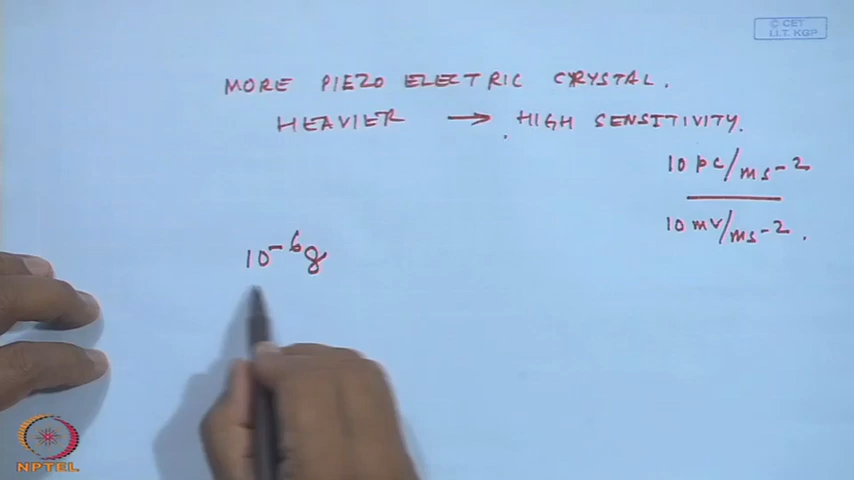 © CET
I.I.T. KGP
MORE PIEZO ELECTRIC CRYSTAL.
HEAVIER → HIGH SENSITIVITY.
10 pc/ms-2
10 mv/ms-2.
10-6g
NPTEL